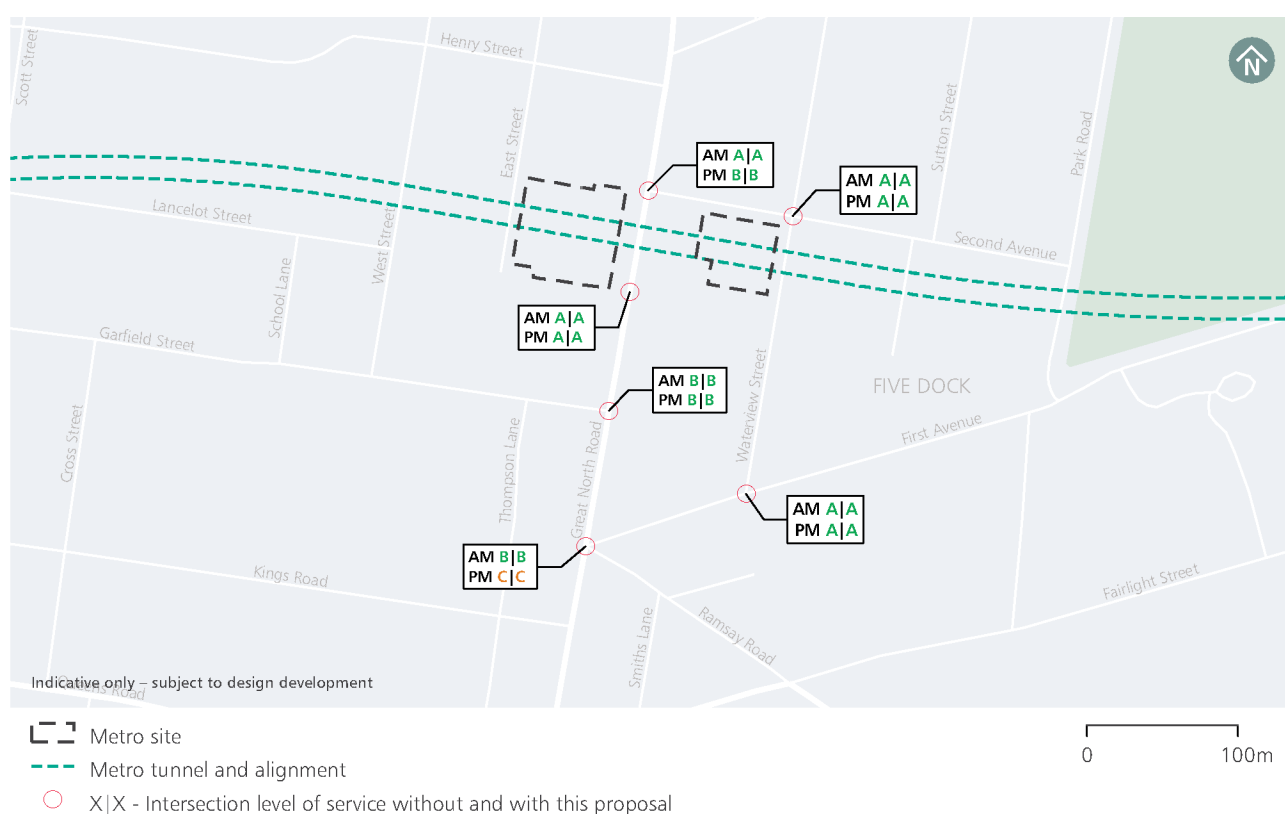 Henry Street
Scott Street
N
East Street
Sutton Street
Park Road
AM A|A
PM B|B
AM A|A
PM A|A
Lancelot Street
West Street
Second Avenue
School Lane
AM A|A
PM A|A
Garfield Street
AM B|B
PM B|B
Waterview Street
FIVE DOCK
First Avenue
Cross Street
Thompson Lane
Great North Road
AM A|A
PM A|A
AM B|B
PM C|C
Kings Road
Fairlight Street
Smiths Lane
Ramsay Road
Indicative only – subject to design development
Queens Road
Metro site
Metro tunnel and alignment
X|X - Intersection level of service without and with this proposal
0 100m